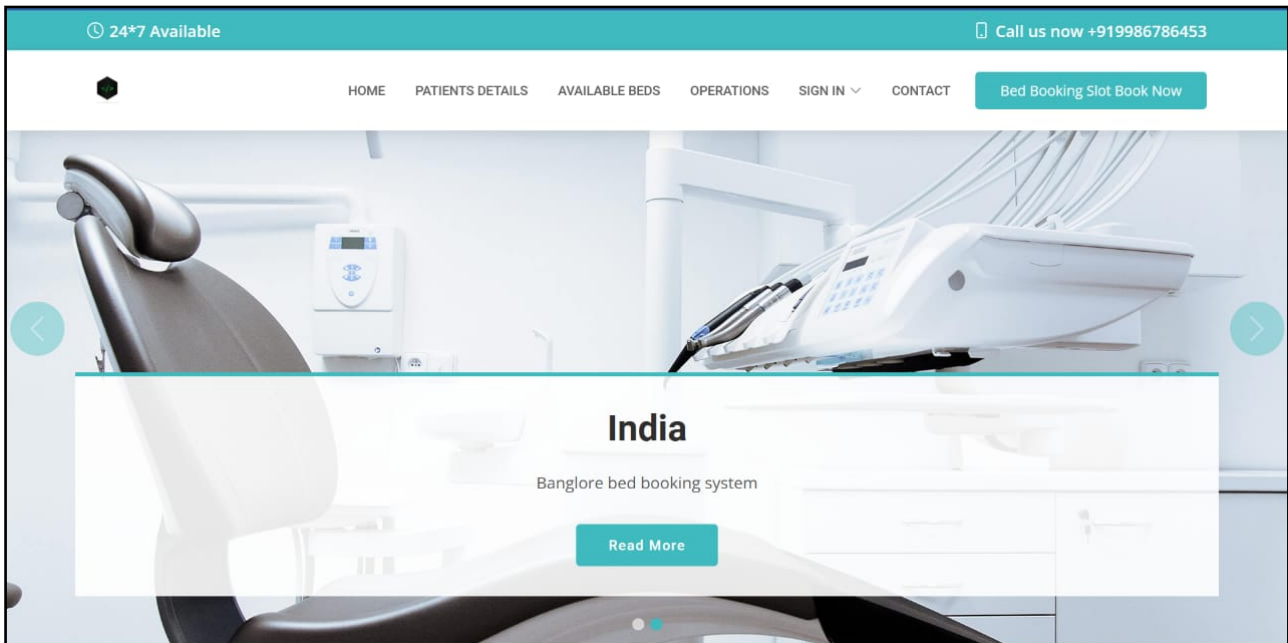 24*7 Available
Call us now +919986786453
HOME PATIENTS DETAILS AVAILABLE BEDS OPERATIONS SIGN IN CONTACT Bed Booking Slot Book Now
India
Banglore bed booking system
Read More